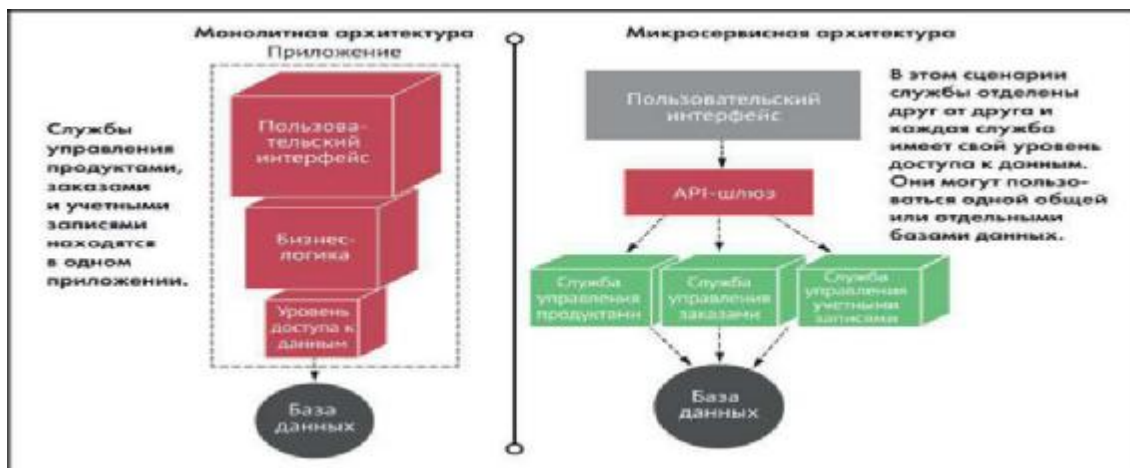 Монолитная архитектура
Приложение
Службы
управления
продуктами,
заказами
и учетными
записями
находятся
в одном
приложении.
Пользова-
тельский
интерфейс
Бизнес-
логика
Уровень
доступа к
данным
База
данных
Микросервисная архитектура
Пользовательский
интерфейс
В этом сценарии
службы отделены
друг от друга и
каждая служба
имеет свой уровень
доступа к данным.
Они могут пользо-
ваться одной общей
или отдельными
базами данных.
API-шлюз
Служба
управления
продуктами
Служба
управления
заказами
Служба
управления
учетными
записями
База
данных